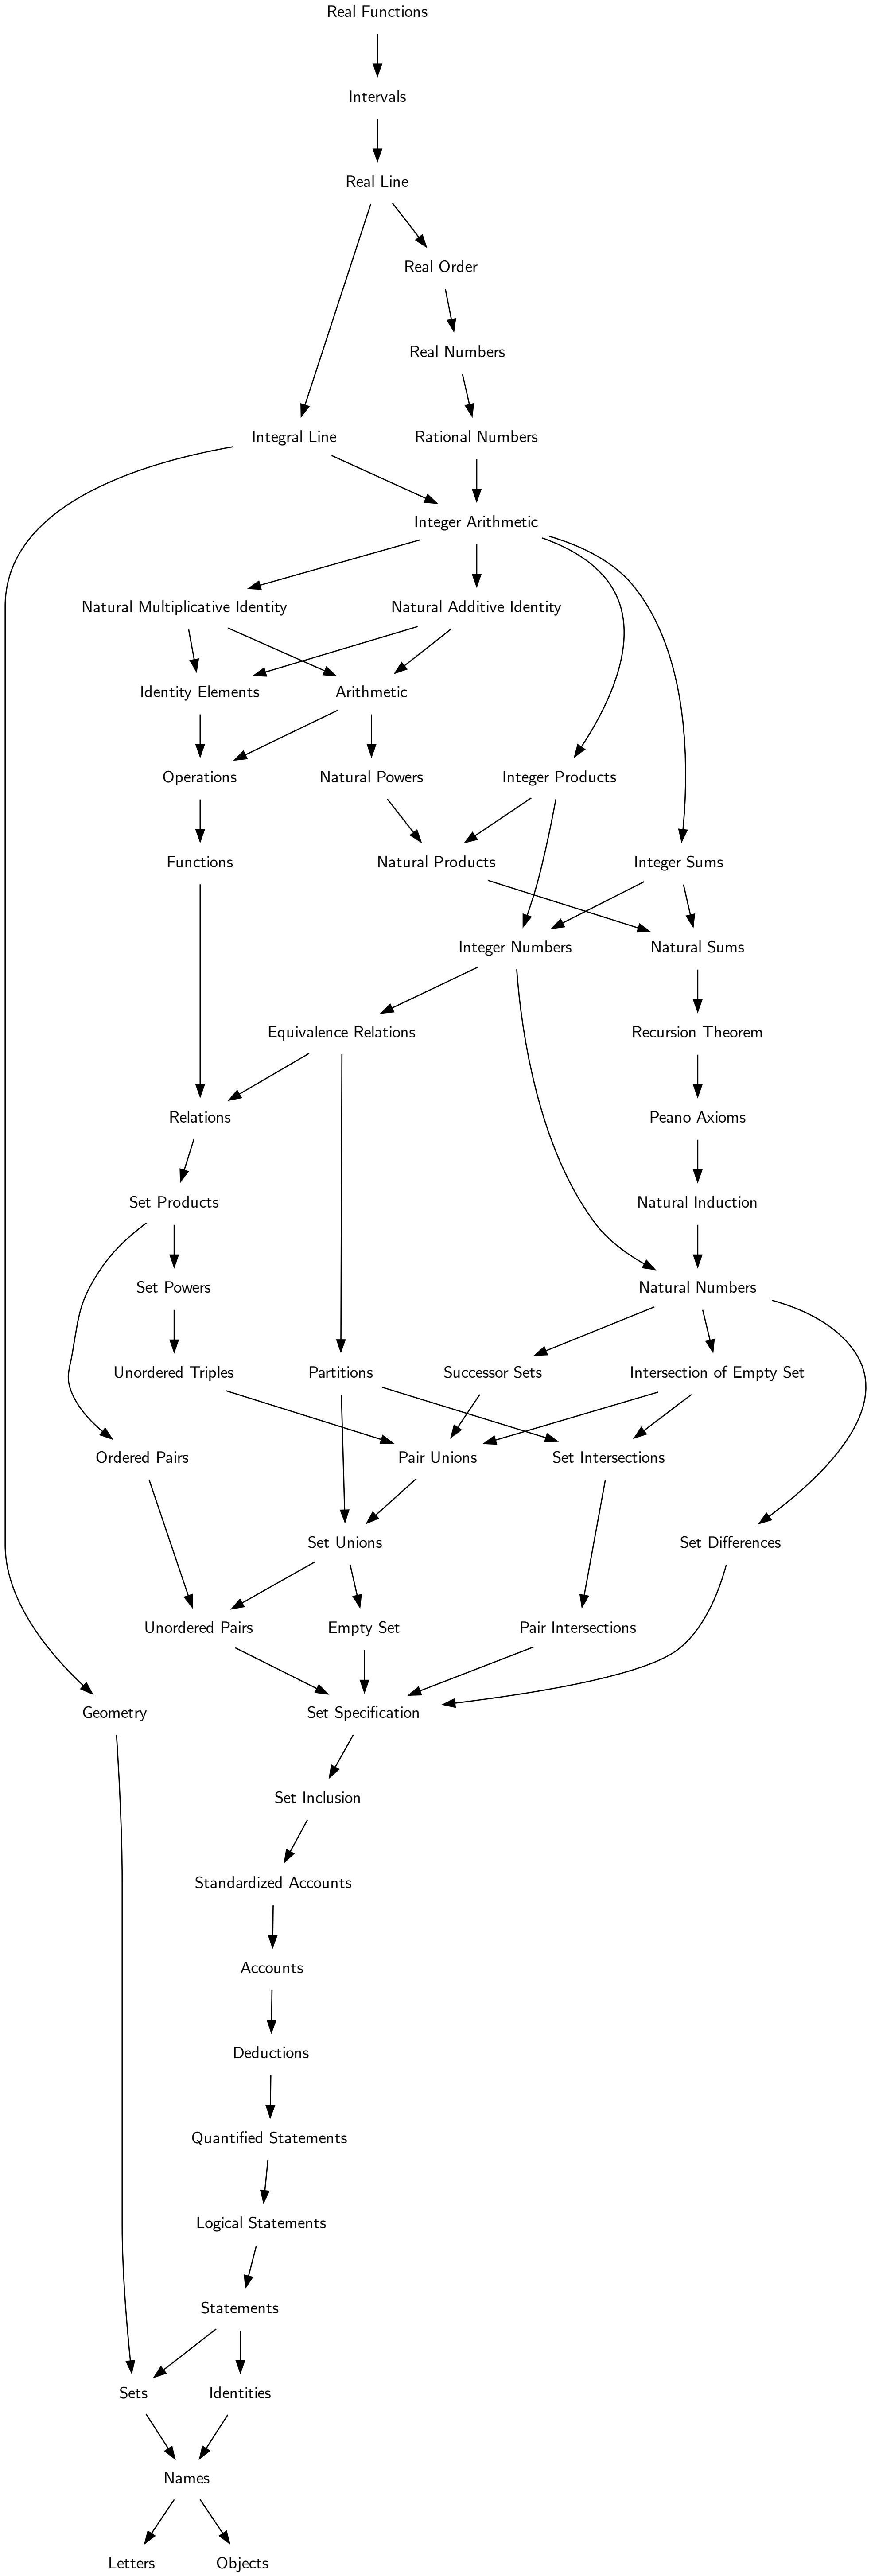 Real Functions
Intervals
Real Line
Real Order
Real Numbers
Integral Line
Rational Numbers
Integer Arithmetic
Natural Multiplicative Identity
Natural Additive Identity
Identity Elements
Arithmetic
Operations
Natural Powers
Integer Products
Functions
Natural Products
Integer Sums
Integer Numbers
Natural Sums
Equivalence Relations
Recursion Theorem
Relations
Peano Axioms
Set Products
Natural Induction
Set Powers
Natural Numbers
Unordered Triples
Partitions
Successor Sets
Intersection of Empty Set
Ordered Pairs
Pair Unions
Set Intersections
Set Unions
Set Differences
Unordered Pairs
Empty Set
Pair Intersections
Geometry
Set Specification
Set Inclusion
Standardized Accounts
Accounts
Deductions
Quantified Statements
Logical Statements
Statements
Sets
Identities
Names
Letters
Objects